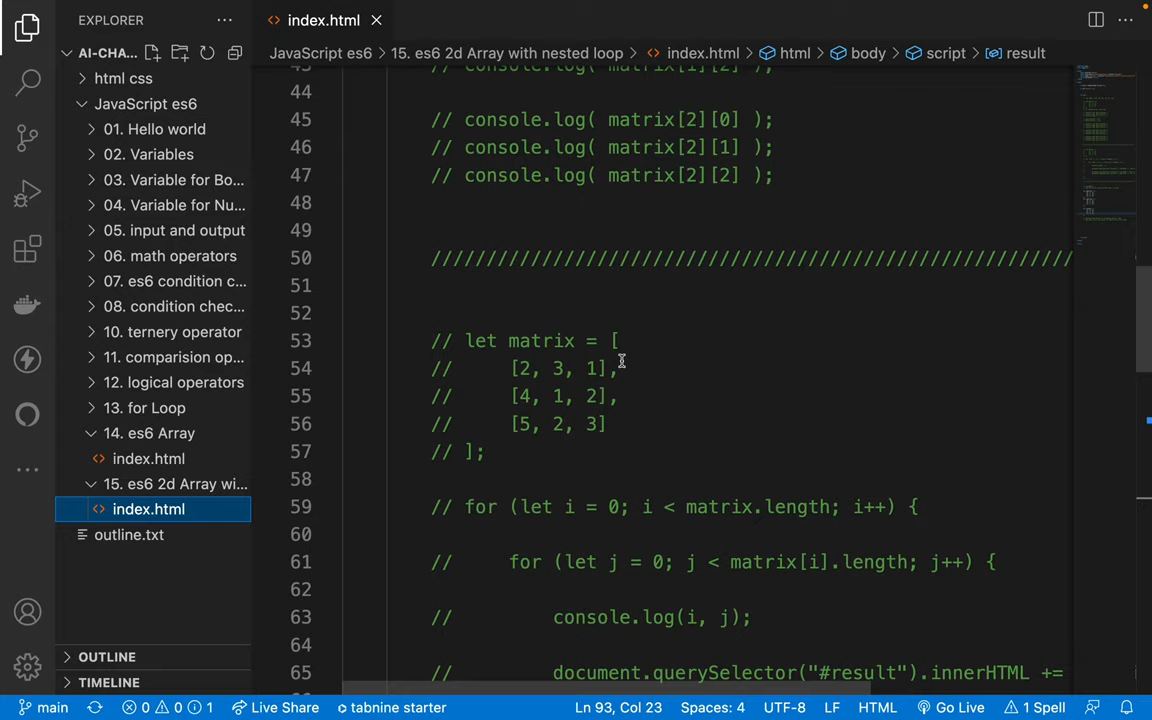 EXPLORER
index.html
AI-CHA...
JavaScript es6 > 15. es6 2d Array with nested loop > index.html > html > body > script > result
html css
JavaScript es6
01. Hello world
02. Variables
03. Variable for Bo...
04. Variable for Nu...
05. input and output
06. math operators
07. es6 condition c...
08. condition chec...
10. ternery operator
11. comparision op...
12. logical operators
13. for Loop
14. es6 Array
index.html
15. es6 2d Array wi...
index.html
outline.txt
OUTLINE
TIMELINE
43 // console.log( matrix[1][2] );
44
45 // console.log( matrix[2][0] );
46 // console.log( matrix[2][1] );
47 // console.log( matrix[2][2] );
48
49
50 //////////////////////////////////////////////////////////
51
52
53 // let matrix = [
54 //     [2, 3, 1],
55 //     [4, 1, 2],
56 //     [5, 2, 3]
57 // ];
58
59 // for (let i = 0; i < matrix.length; i++) {
60
61 //     for (let j = 0; j < matrix[i].length; j++) {
62
63 //         console.log(i, j);
64
65 //         document.querySelector("#result").innerHTML +=
main
0 0 1
Live Share
tabnine starter
Ln 93, Col 23
Spaces: 4
UTF-8
LF
HTML
Go Live
1 Spell